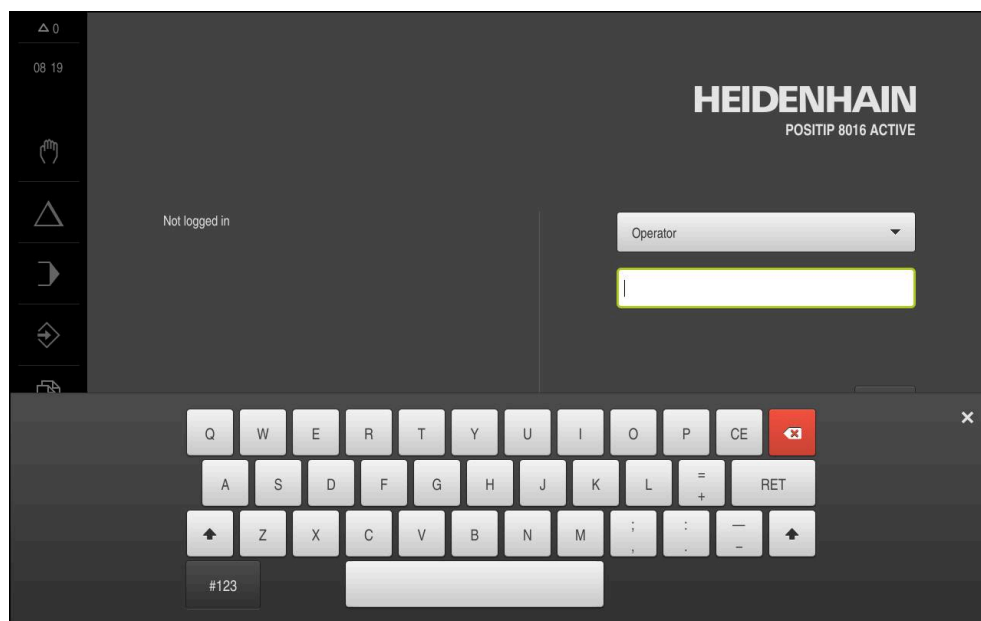 0
08 19
HEIDENHAIN
POSITIP 8016 ACTIVE
Not logged in
Operator
Q W E R T Y U I O P CE
A S D F G H J K L = + RET
Z X C V B N M ; , : . — –
#123